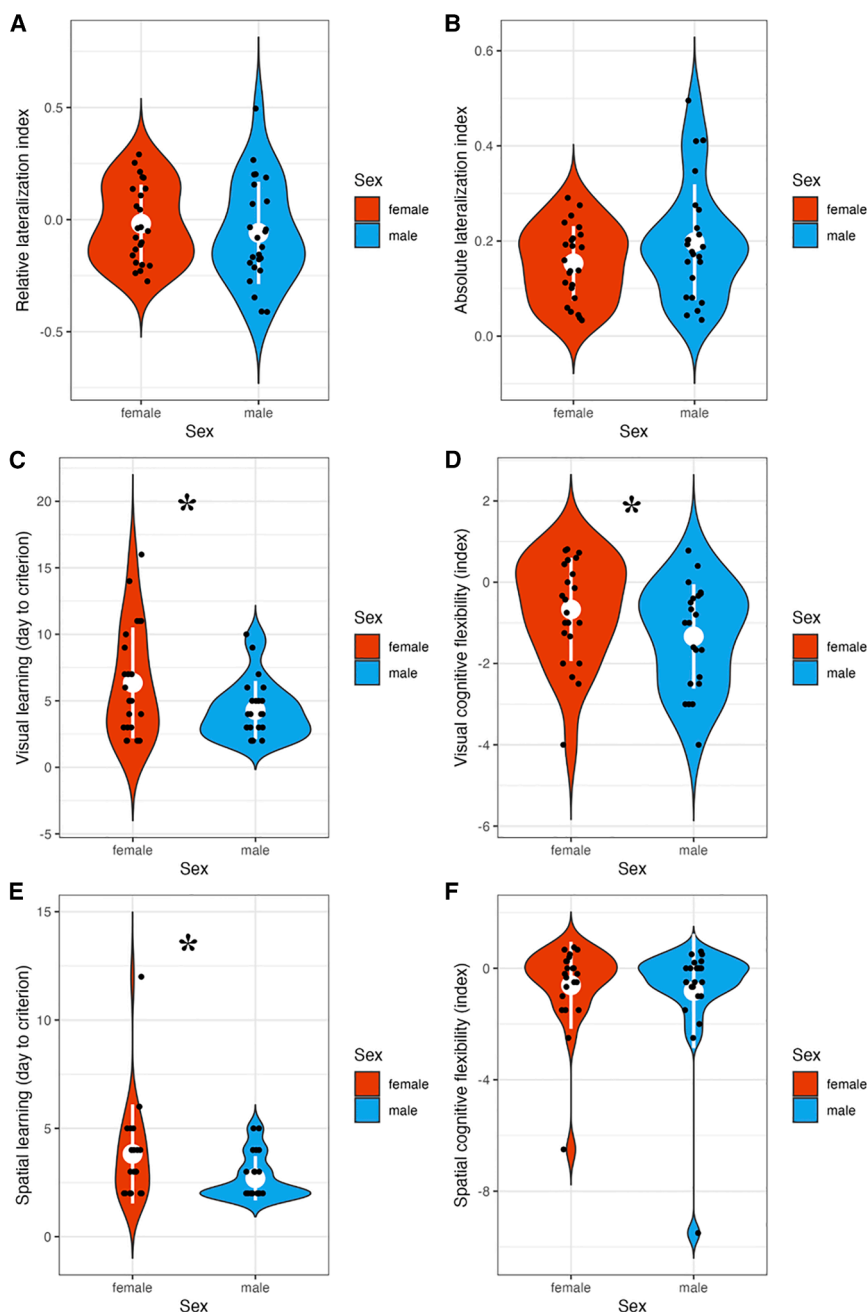 A
Relative lateralization index
0.5
0.0
-0.5
female
male
Sex
Sex
female
male
B
Absolute lateralization index
0.6
0.4
0.2
0.0
female
male
Sex
Sex
female
male
C
Visual learning (day to criterion)
20
15
10
5
0
-5
*
female
male
Sex
Sex
female
male
D
Visual cognitive flexibility (index)
2
0
-2
-4
-6
*
female
male
Sex
Sex
female
male
E
Spatial learning (day to criterion)
15
10
5
0
*
female
male
Sex
Sex
female
male
F
Spatial cognitive flexibility (index)
0
-4
-8
female
male
Sex
Sex
female
male